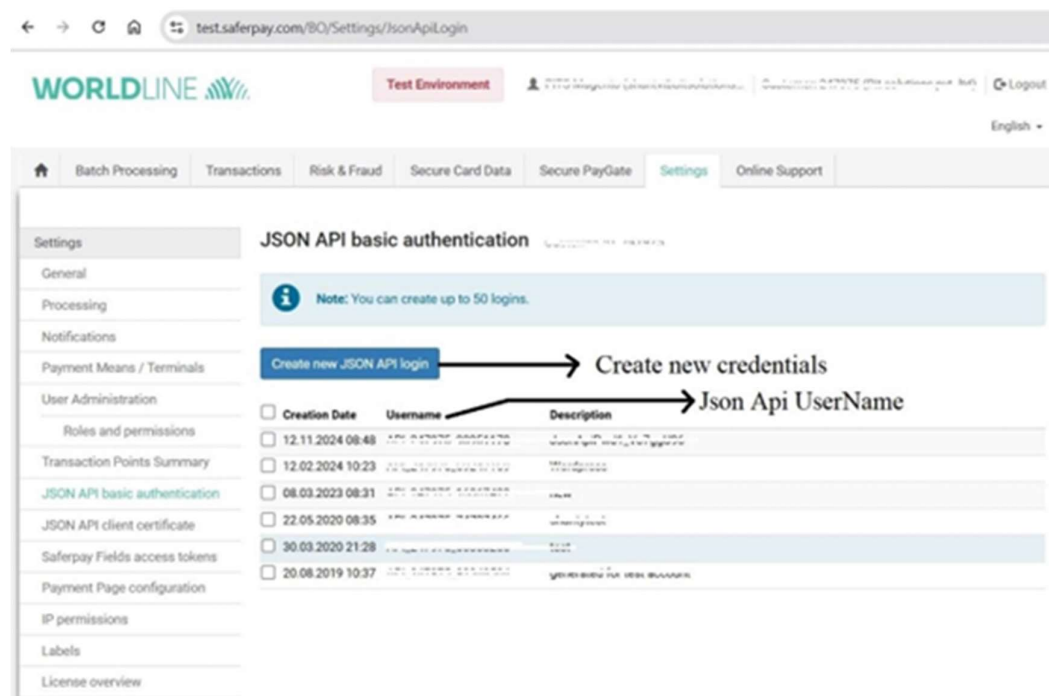 test.saferpay.com/BO/Settings/JsonApiLogin
WORLDLINE
Test Environment
Logout
English
Batch Processing Transactions Risk & Fraud Secure Card Data Secure PayGate Settings Online Support
Settings
General
Processing
Notifications
Payment Means / Terminals
User Administration
Roles and permissions
Transaction Points Summary
JSON API basic authentication
JSON API client certificate
Saferpay Fields access tokens
Payment Page configuration
IP permissions
Labels
License overview
JSON API basic authentication
Note: You can create up to 50 logins.
Create new JSON API login
Create new credentials
Json Api UserName
Creation Date Username Description
12.11.2024 08:48
12.02.2024 10:23
08.03.2023 08:31
22.05.2020 08:35
30.03.2020 21:28
20.08.2019 10:37